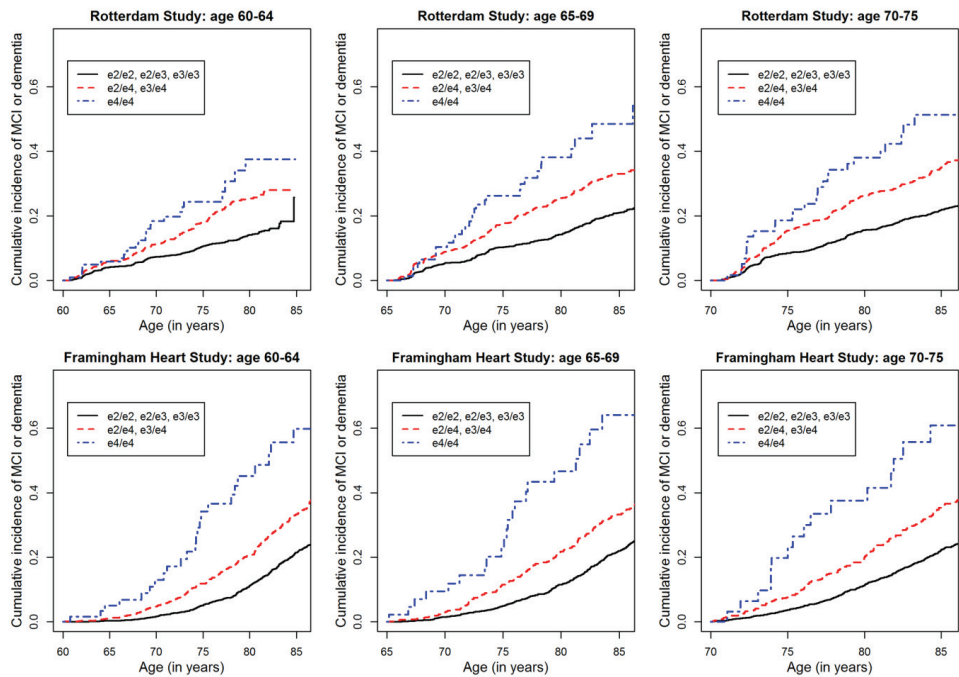 Rotterdam Study: age 60-64
Cumulative incidence of MCI or dementia
0.6
0.4
0.2
0.0
e2/e2, e2/e3, e3/e3
e2/e4, e3/e4
e4/e4
60 65 70 75 80 85
Age (in years)
Rotterdam Study: age 65-69
Cumulative incidence of MCI or dementia
0.6
0.4
0.2
0.0
e2/e2, e2/e3, e3/e3
e2/e4, e3/e4
e4/e4
65 70 75 80 85
Age (in years)
Rotterdam Study: age 70-75
Cumulative incidence of MCI or dementia
0.6
0.4
0.2
0.0
e2/e2, e2/e3, e3/e3
e2/e4, e3/e4
e4/e4
70 75 80 85
Age (in years)
Framingham Heart Study: age 60-64
Cumulative incidence of MCI or dementia
0.6
0.4
0.2
0.0
e2/e2, e2/e3, e3/e3
e2/e4, e3/e4
e4/e4
60 65 70 75 80 85
Age (in years)
Framingham Heart Study: age 65-69
Cumulative incidence of MCI or dementia
0.6
0.4
0.2
0.0
e2/e2, e2/e3, e3/e3
e2/e4, e3/e4
e4/e4
65 70 75 80 85
Age (in years)
Framingham Heart Study: age 70-75
Cumulative incidence of MCI or dementia
0.6
0.4
0.2
0.0
e2/e2, e2/e3, e3/e3
e2/e4, e3/e4
e4/e4
70 75 80 85
Age (in years)